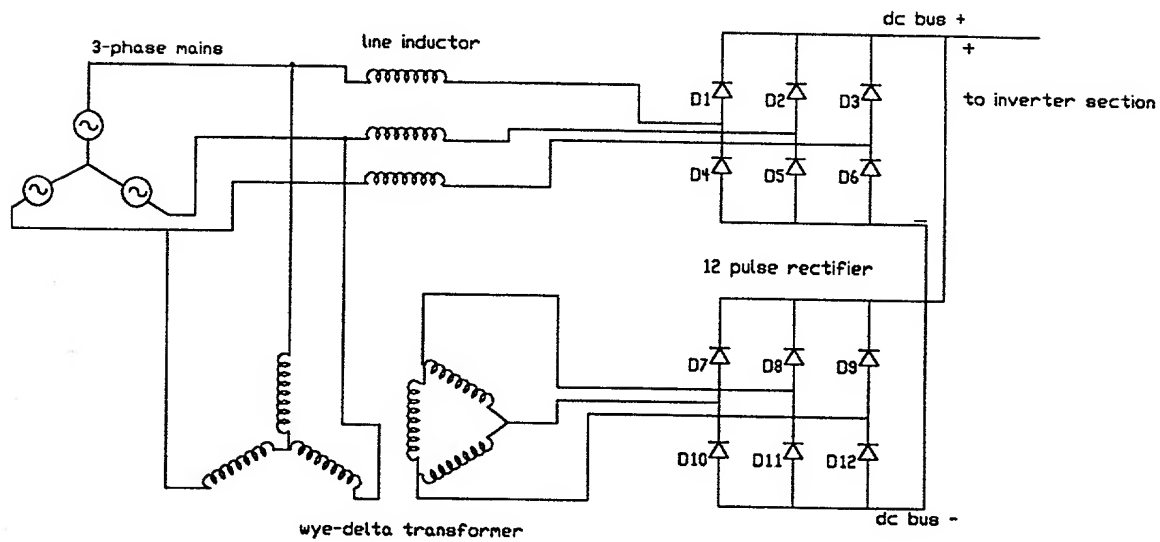 dc bus +
3-phase mains
line inductor
+
D1
D2
D3
to inverter section
D4
D5
D6
-
12 pulse rectifier
D7
D8
D9
D10
D11
D12
dc bus -
wye-delta transformer